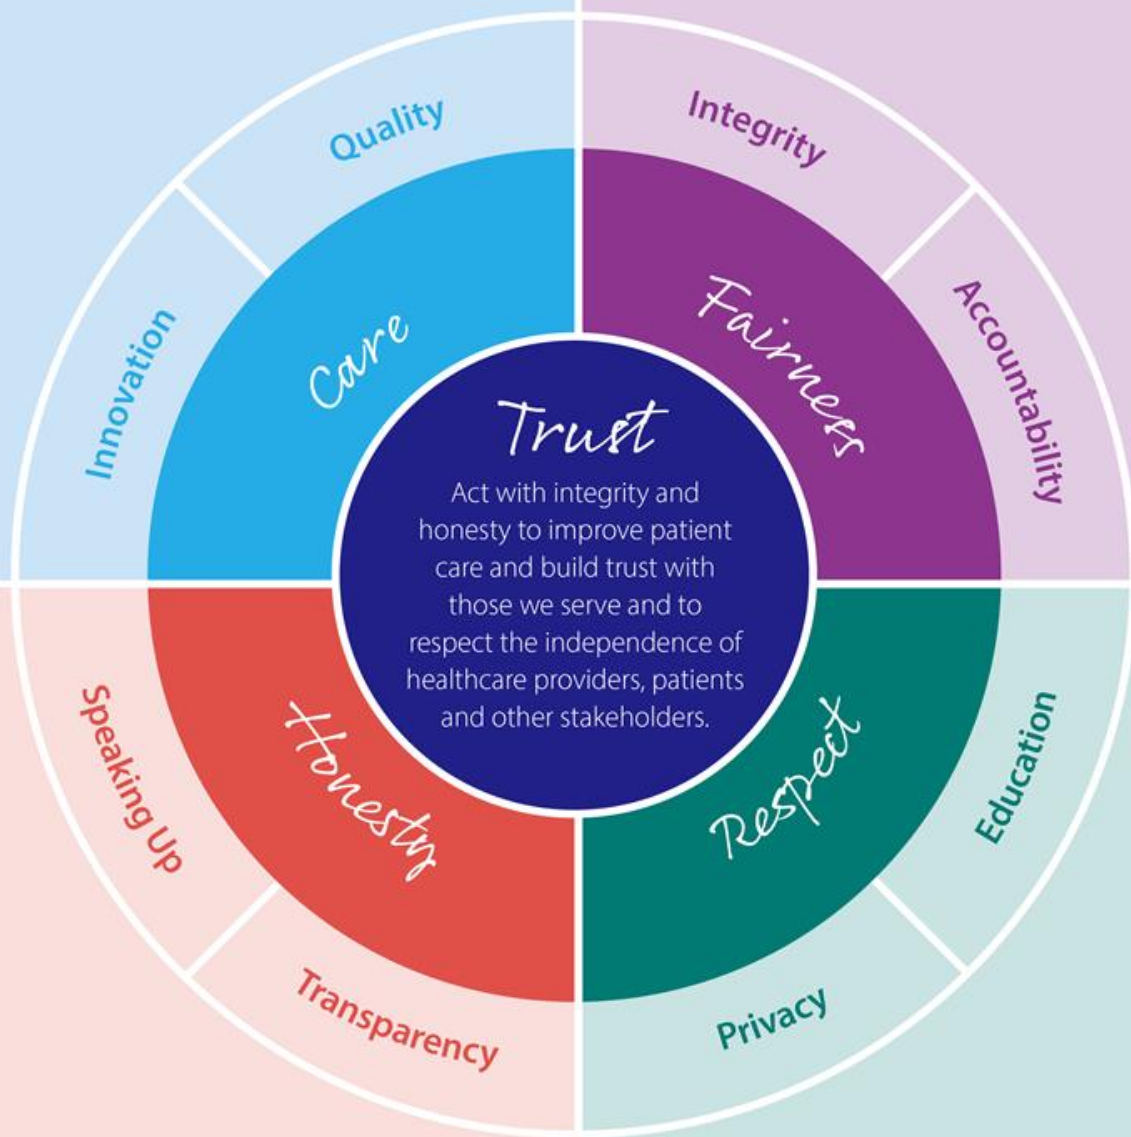 Quality
Integrity
Innovation
Care
Fairness
Accountability
Trust
Act with integrity and
honesty to improve patient
care and build trust with
those we serve and to
respect the independence of
healthcare providers, patients
and other stakeholders.
Speaking Up
Honesty
Respect
Education
Transparency
Privacy